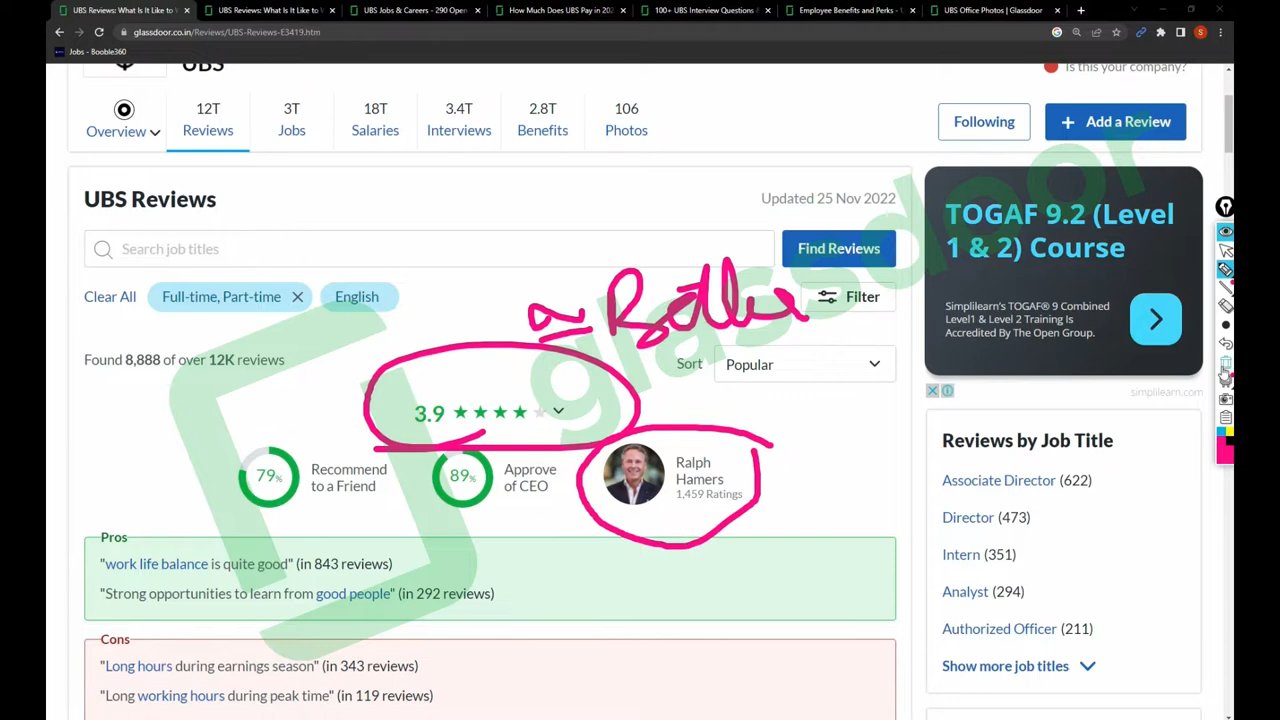 UBS Reviews: What Is It Like to W
UBS Reviews: What Is It Like to W
UBS Jobs & Careers - 290 Open
How Much Does UBS Pay in 202
100+ UBS Interview Questions
Employee Benefits and Perks - U
UBS Office Photos | Glassdoor
glassdoor.co.in/Reviews/UBS-Reviews-E3419.htm
S
Jobs - Booble360
UBS
Is this your company?
12T
3T
18T
3.4T
2.8T
106
Overview
Reviews
Jobs
Salaries
Interviews
Benefits
Photos
Following
+ Add a Review
UBS Reviews
Updated 25 Nov 2022
Search job titles
Find Reviews
Clear All
Full-time, Part-time
English
Filter
Found 8,888 of over 12K reviews
Sort
Popular
3.9
79%
Recommend
to a Friend
89%
Approve
of CEO
Ralph
Hamers
1,459 Ratings
Pros
"work life balance is quite good" (in 843 reviews)
"Strong opportunities to learn from good people" (in 292 reviews)
Cons
"Long hours during earnings season" (in 343 reviews)
"Long working hours during peak time" (in 119 reviews)
glassdoor
TOGAF 9.2 (Level
1 & 2) Course
Simplilearn's TOGAF® 9 Combined
Level1 & Level 2 Training Is
Accredited By The Open Group.
simplilearn.com
Reviews by Job Title
Associate Director (622)
Director (473)
Intern (351)
Analyst (294)
Authorized Officer (211)
Show more job titles